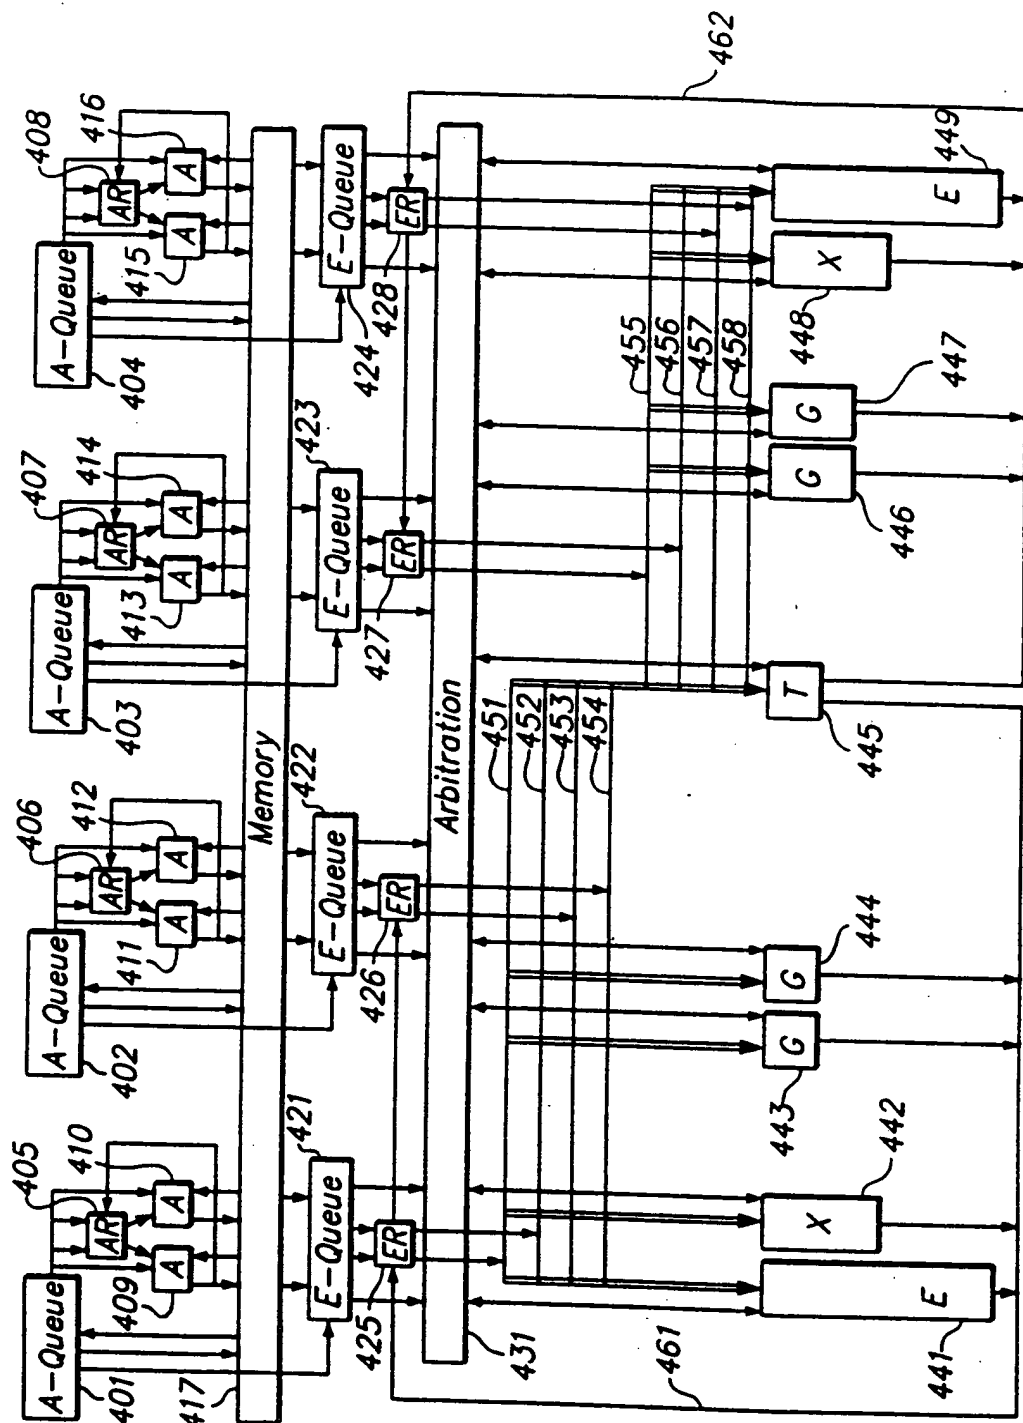 A-Queue
401
405
AR
A
409
A
410
A-Queue
402
406
AR
A
411
A
412
A-Queue
403
407
AR
A
413
A
414
A-Queue
404
408
AR
A
415
A
416
417
Memory
421
E-Queue
ER
425
422
E-Queue
ER
426
423
E-Queue
ER
427
E-Queue
424
ER
428
Arbitration
431
462
451
452
453
454
455
456
457
458
461
E
441
X
442
G
443
G
444
T
445
G
446
G
447
X
448
E
449